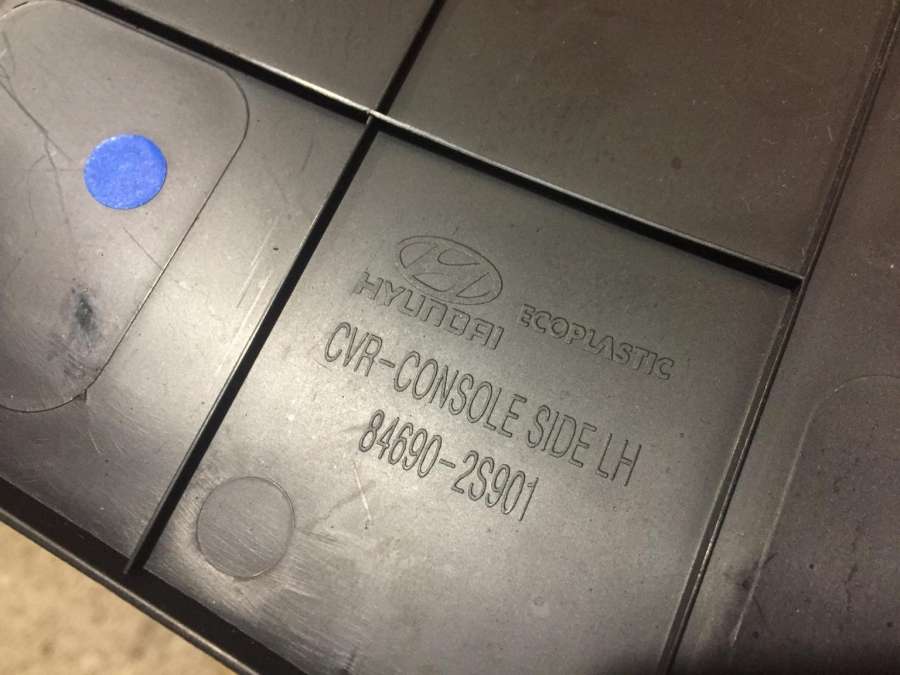 HYUNDAI ECOPLASTIC
CVR-CONSOLE SIDE LH
84690-2S901